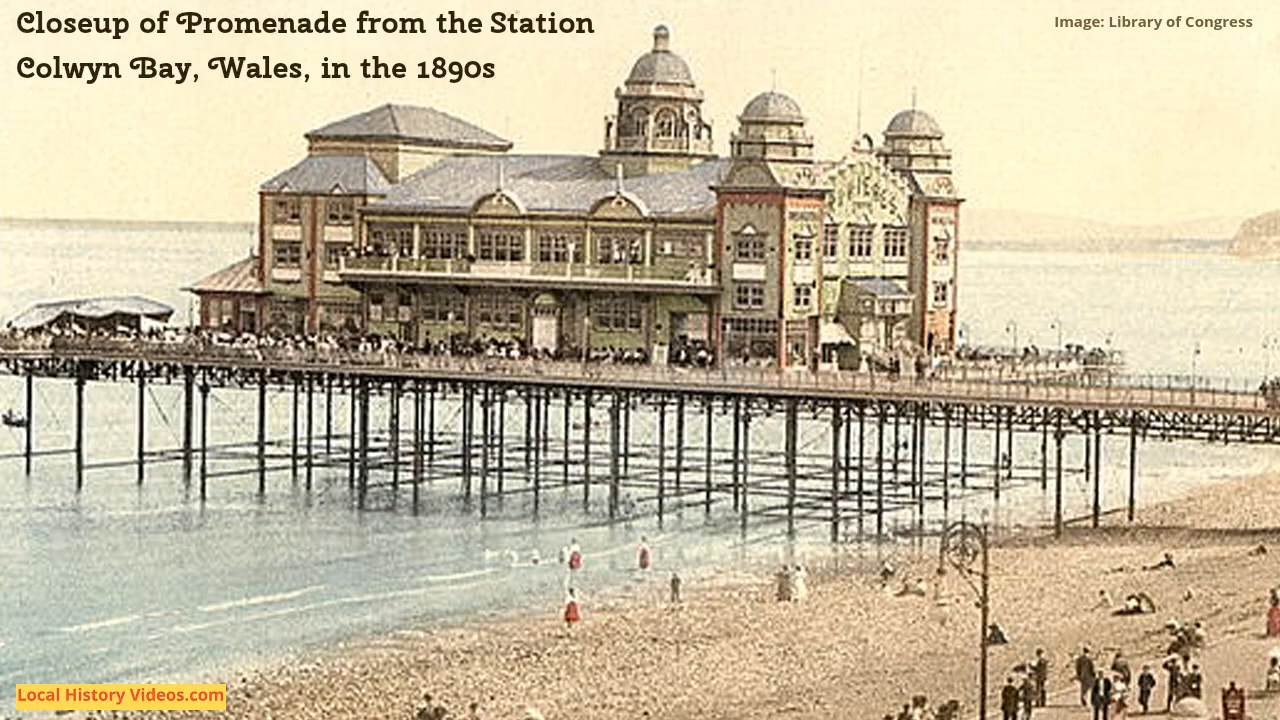 Closeup of Promenade from the Station
Colwyn Bay, Wales, in the 1890s
Image: Library of Congress
Local History Videos.com